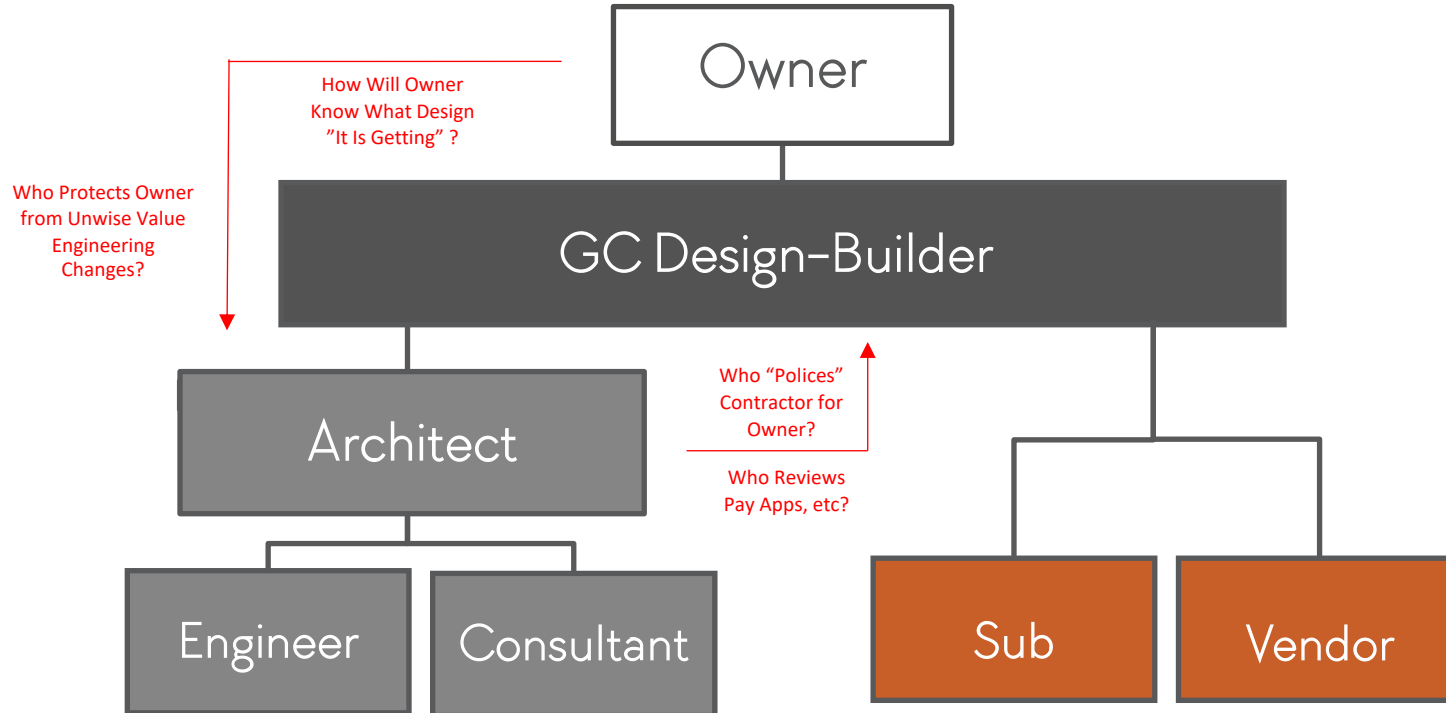 Owner
How Will Owner
Know What Design
”It Is Getting” ?
Who Protects Owner
from Unwise Value
Engineering
Changes?
GC Design-Builder
Architect
Who “Polices”
Contractor for
Owner?
Who Reviews
Pay Apps, etc?
Engineer
Consultant
Sub
Vendor